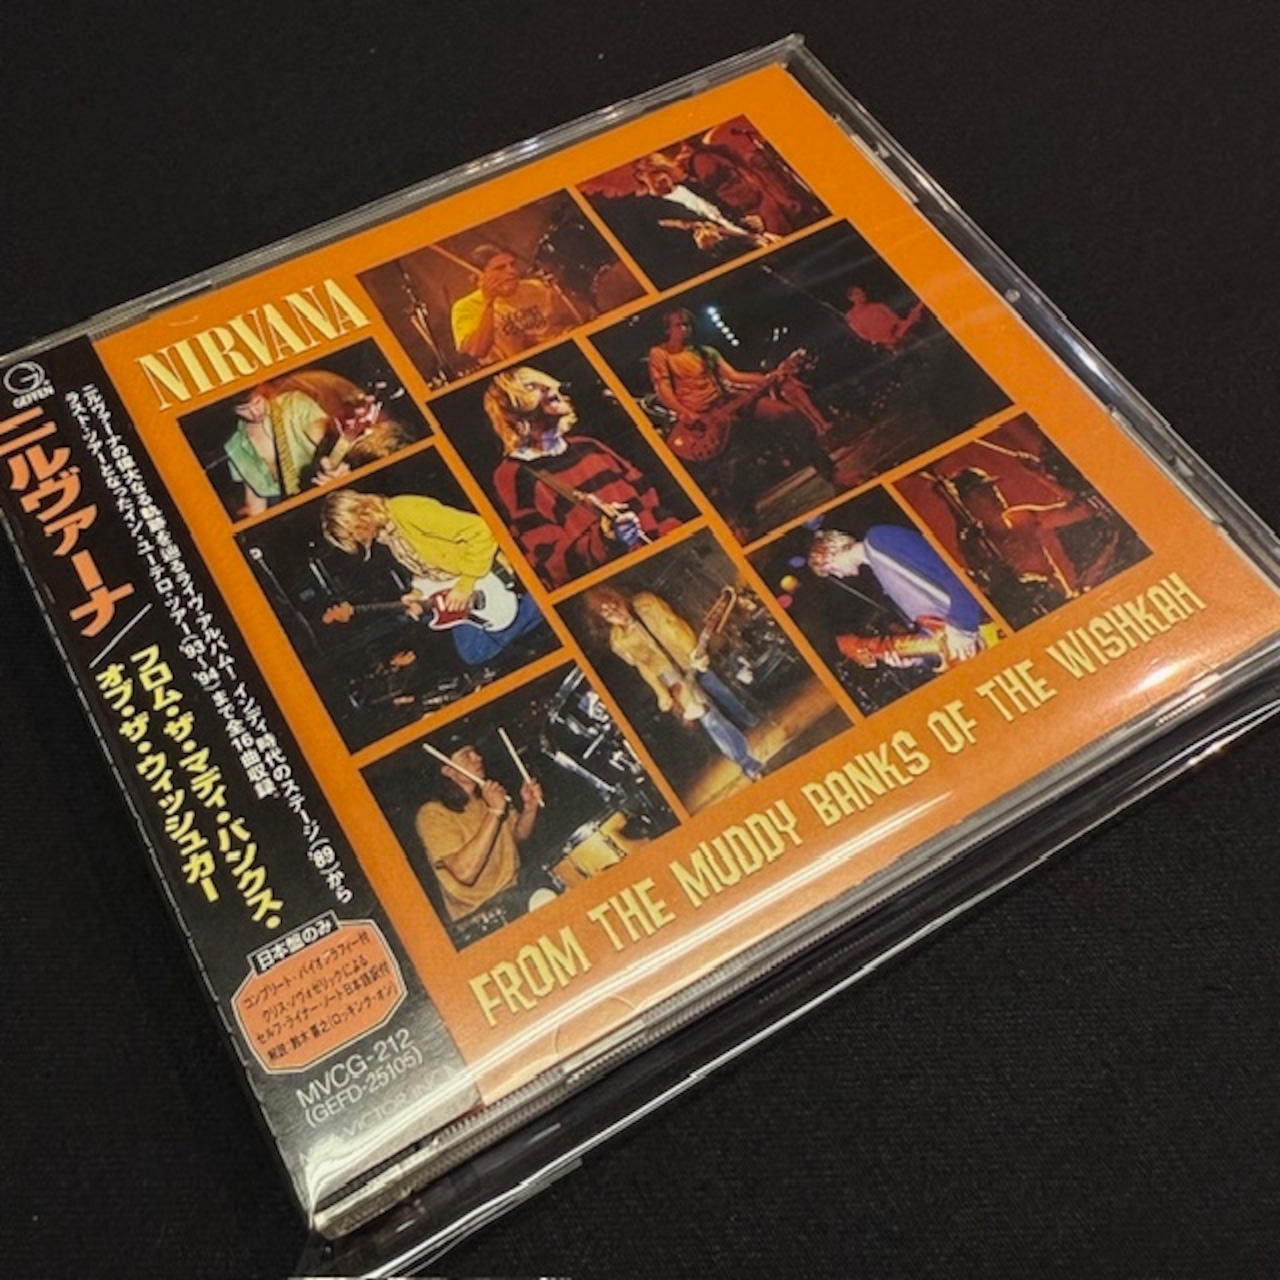 GEFFEN
ニルヴァーナ/
フロム・ザ・マディ・バンクス・
オブ・ザ・ウィッシュカー
ニルヴァーナの偉大なる軌跡を辿るライヴ・アルバム! インディ時代のステージ('89)から
ラスト・ツアーとなったイン・ユーテロ・ツアー('93~'94)まで全16曲収録。
日本盤のみ
コンプリート・バイオグラフィー付
クリス・ノヴォゼリックによる
セルフ・ライナー・ノート日本語訳付
解説・鈴木喜之(ロッキング・オン)
MVCG-212
(GEFD-25105)
VICTOR INC.
NIRVANA
FROM THE MUDDY BANKS OF THE WISHKAH